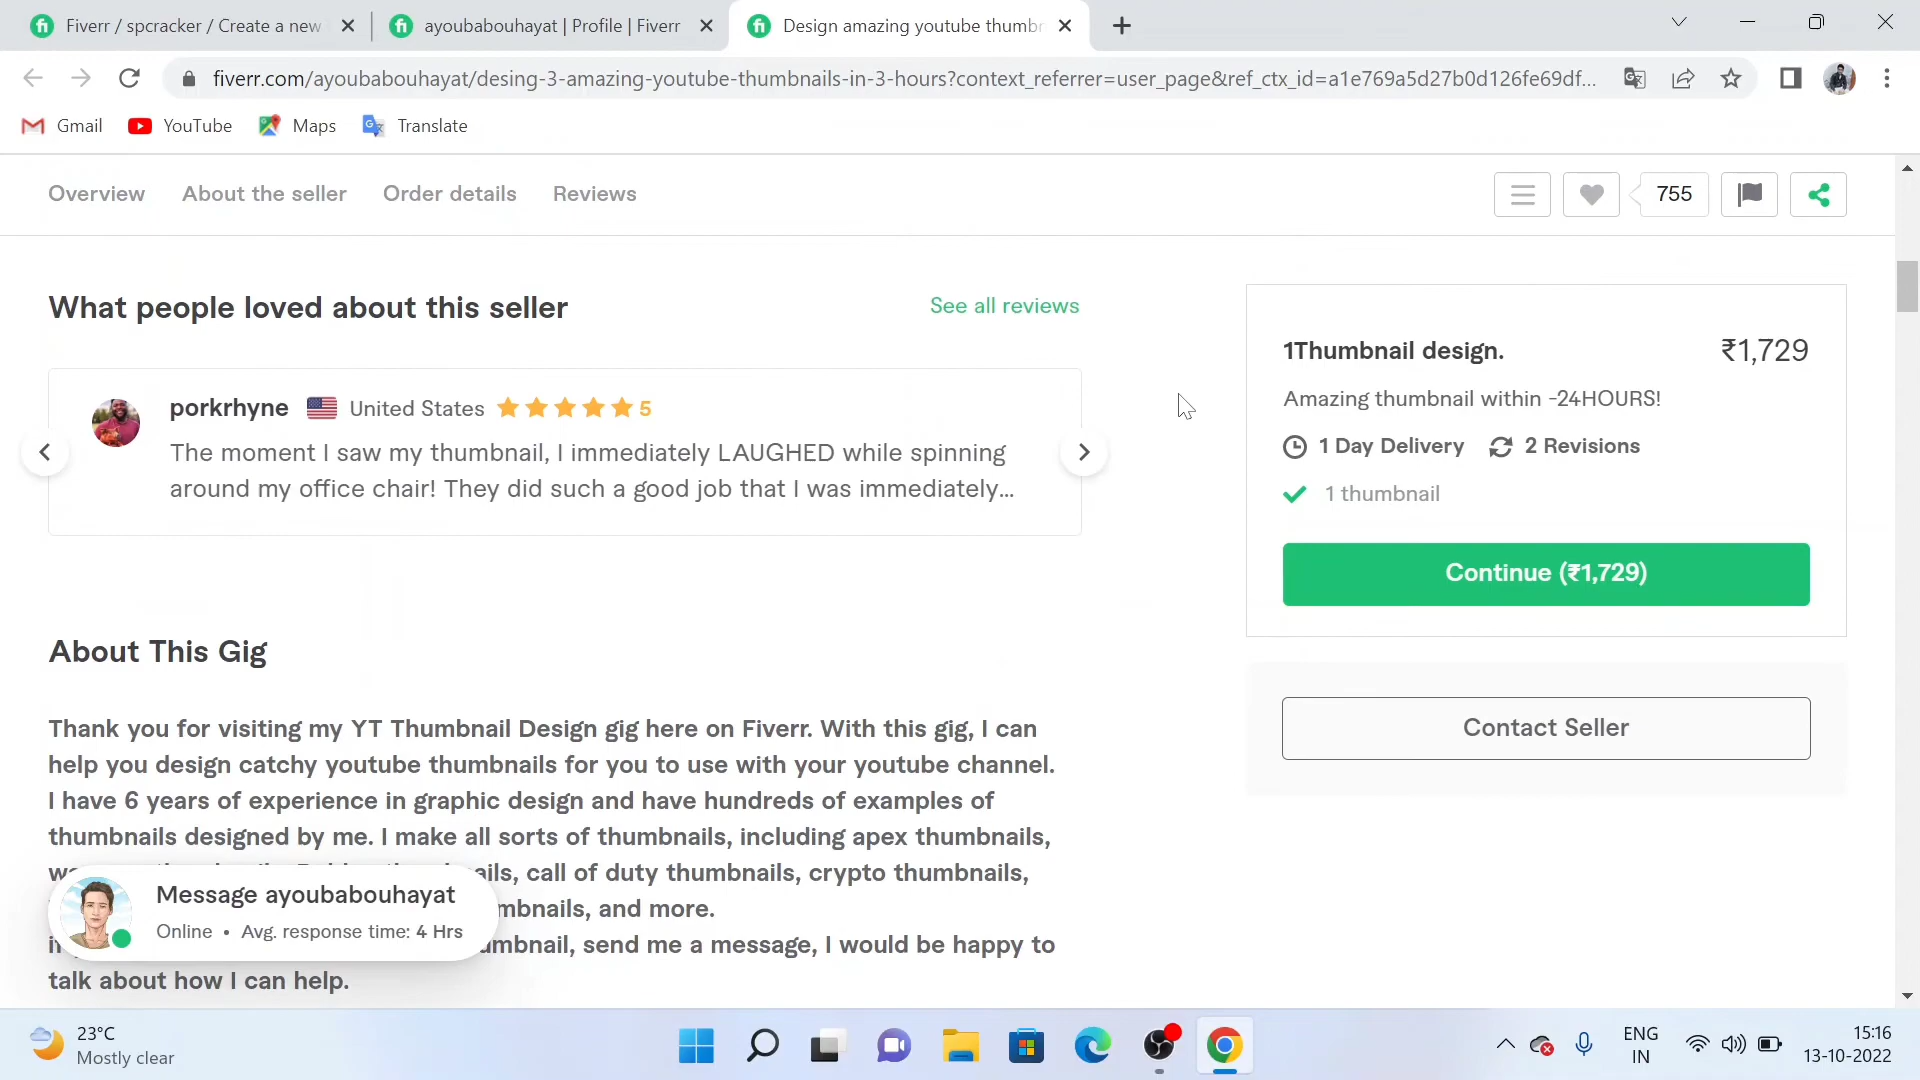 Fiverr / spcracker / Create a new
ayoubabouhayat | Profile | Fiverr
Design amazing youtube thumbn
fiverr.com/ayoubabouhayat/desing-3-amazing-youtube-thumbnails-in-3-hours?context_referrer=user_page&ref_ctx_id=a1e769a5d27b0d126fe69df...
Gmail
YouTube
Maps
Translate
Overview
About the seller
Order details
Reviews
755
What people loved about this seller
See all reviews
porkrhyne United States 5
The moment I saw my thumbnail, I immediately LAUGHED while spinning
around my office chair! They did such a good job that I was immediately...
1Thumbnail design. ₹1,729
Amazing thumbnail within -24HOURS!
1 Day Delivery 2 Revisions
1 thumbnail
Continue (₹1,729)
Contact Seller
About This Gig
Thank you for visiting my YT Thumbnail Design gig here on Fiverr. With this gig, I can
help you design catchy youtube thumbnails for you to use with your youtube channel.
I have 6 years of experience in graphic design and have hundreds of examples of
thumbnails designed by me. I make all sorts of thumbnails, including apex thumbnails,
ails, call of duty thumbnails, crypto thumbnails,
mbnails, and more.
umbnail, send me a message, I would be happy to
talk about how I can help.
Message ayoubabouhayat
Online • Avg. response time: 4 Hrs
23°C
Mostly clear
ENG
IN
15:16
13-10-2022